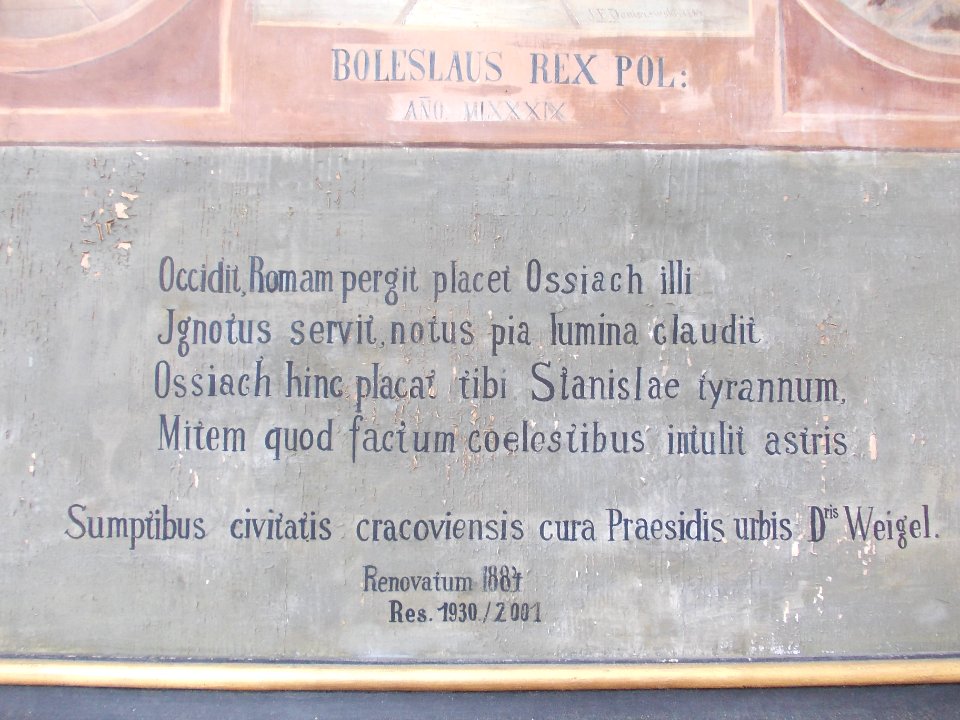 BOLESLAUS REX POL:
AÑO. MIXXXIX
Occidit, Romam pergit placet Ossiach illi
Jgnotus servit, notus pia lumina claudit
Ossiach hinc placat tibi Stanislae tyrannum,
Mitem quod factum coelestibus intulit astris
Sumptibus civitatis cracoviensis cura Praesidis urbis Dris Weigel.
Renovatum 1884
Res. 1930./2001